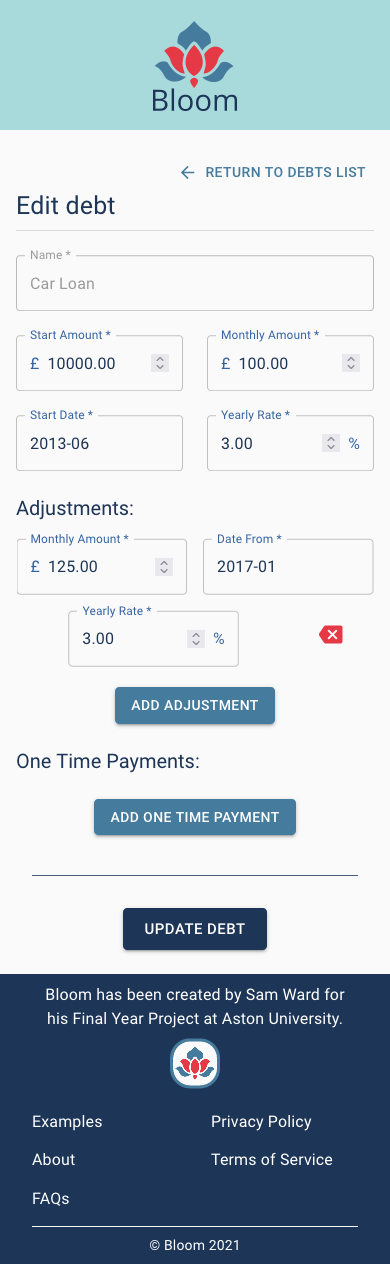 Bloom
RETURN TO DEBTS LIST
Edit debt
Name *
Car Loan
Start Amount *
£ 10000.00
Monthly Amount *
£ 100.00
Start Date *
2013-06
Yearly Rate *
3.00 %
Adjustments:
Monthly Amount *
£ 125.00
Date From *
2017-01
Yearly Rate *
3.00 %
ADD ADJUSTMENT
One Time Payments:
ADD ONE TIME PAYMENT
UPDATE DEBT
Bloom has been created by Sam Ward for
his Final Year Project at Aston University.
Examples
Privacy Policy
About
Terms of Service
FAQs
© Bloom 2021